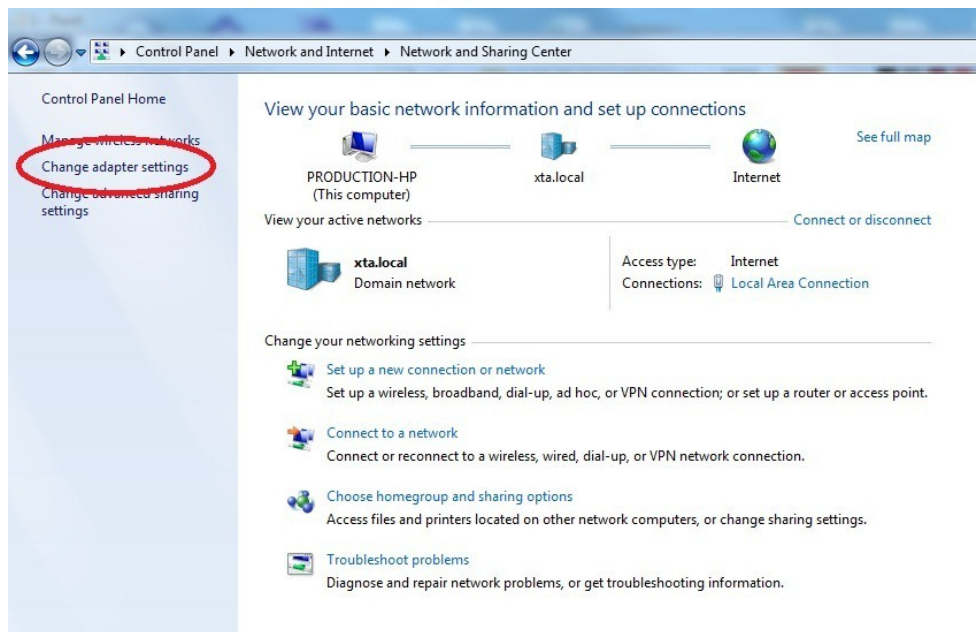 Control Panel ▸ Network and Internet ▸ Network and Sharing Center
Control Panel Home
Manage wireless networks
Change adapter settings
Change advanced sharing
settings
View your basic network information and set up connections
See full map
PRODUCTION-HP
(This computer)
xta.local
Internet
View your active networks
Connect or disconnect
xta.local
Domain network
Access type: Internet
Connections: Local Area Connection
Change your networking settings
Set up a new connection or network
Set up a wireless, broadband, dial-up, ad hoc, or VPN connection; or set up a router or access point.
Connect to a network
Connect or reconnect to a wireless, wired, dial-up, or VPN network connection.
Choose homegroup and sharing options
Access files and printers located on other network computers, or change sharing settings.
Troubleshoot problems
Diagnose and repair network problems, or get troubleshooting information.